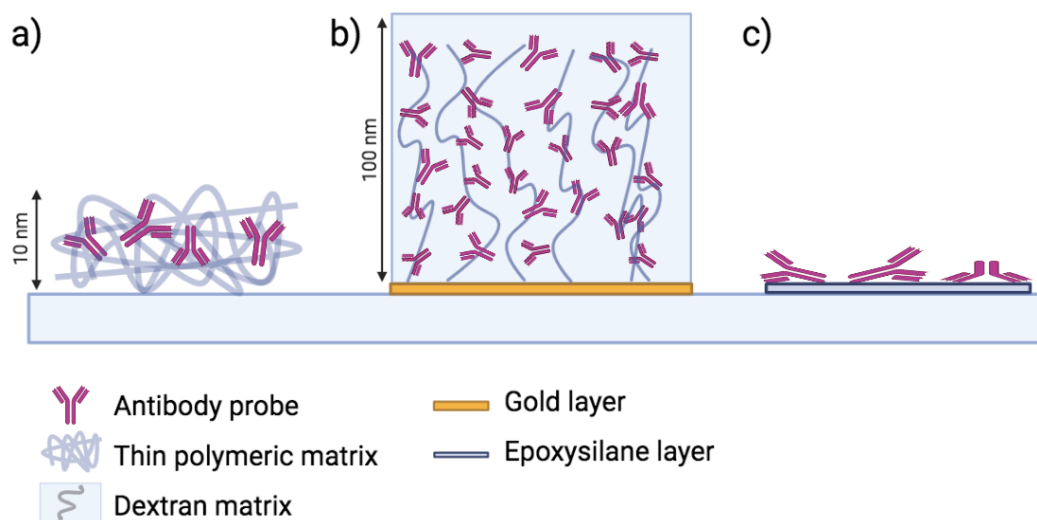 a)
b)
c)
100 nm
10 nm
Antibody probe
Gold layer
Thin polymeric matrix
Epoxysilane layer
Dextran matrix